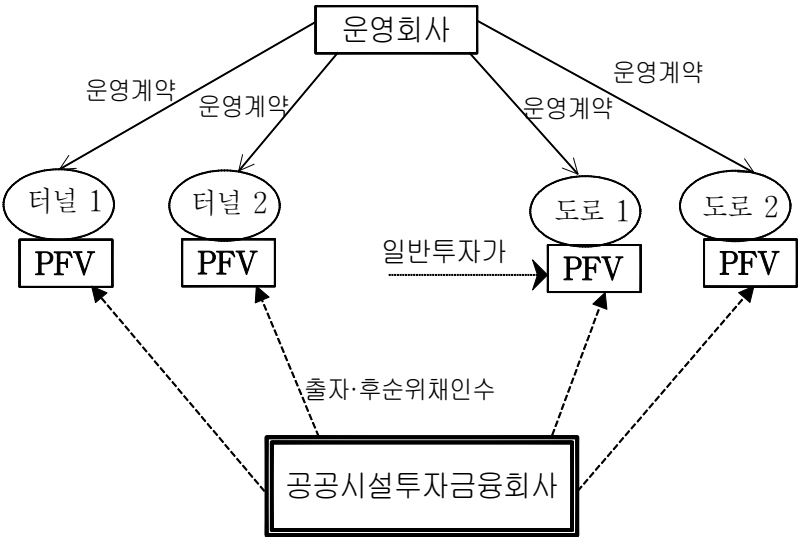 운영회사
운영계약
운영계약
운영계약
운영계약
터널 1
터널 2
도로 1
도로 2
PFV
PFV
일반투자가
PFV
PFV
출자·후순위채인수
공공시설투자금융회사